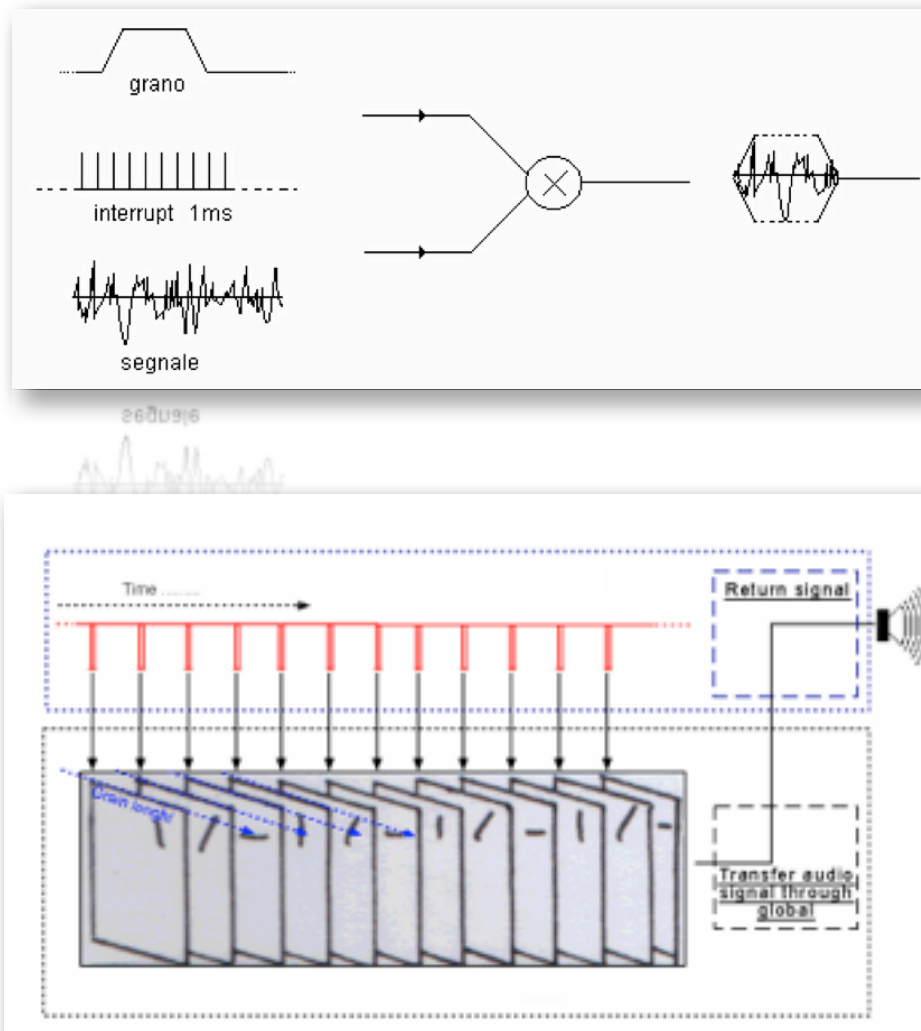 grano
interrupt 1ms
segnale
Time ..........
Return signal
Grain lenght
Transfer audio
signal through
global